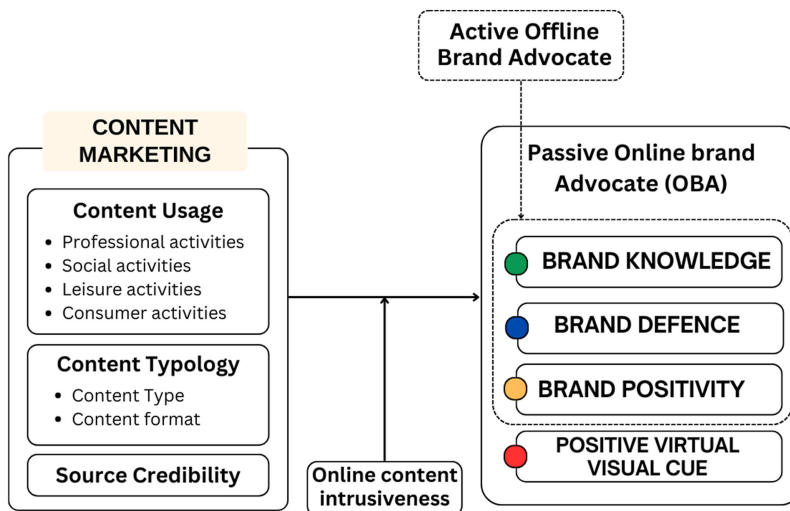 Active Offline
Brand Advocate
CONTENT
MARKETING
Content Usage
Professional activities
Social activities
Leisure activities
Consumer activities
Content Typology
Content Type
Content format
Source Credibility
Online content
intrusiveness
Passive Online brand
Advocate (OBA)
BRAND KNOWLEDGE
BRAND DEFENCE
BRAND POSITIVITY
POSITIVE VIRTUAL
VISUAL CUE